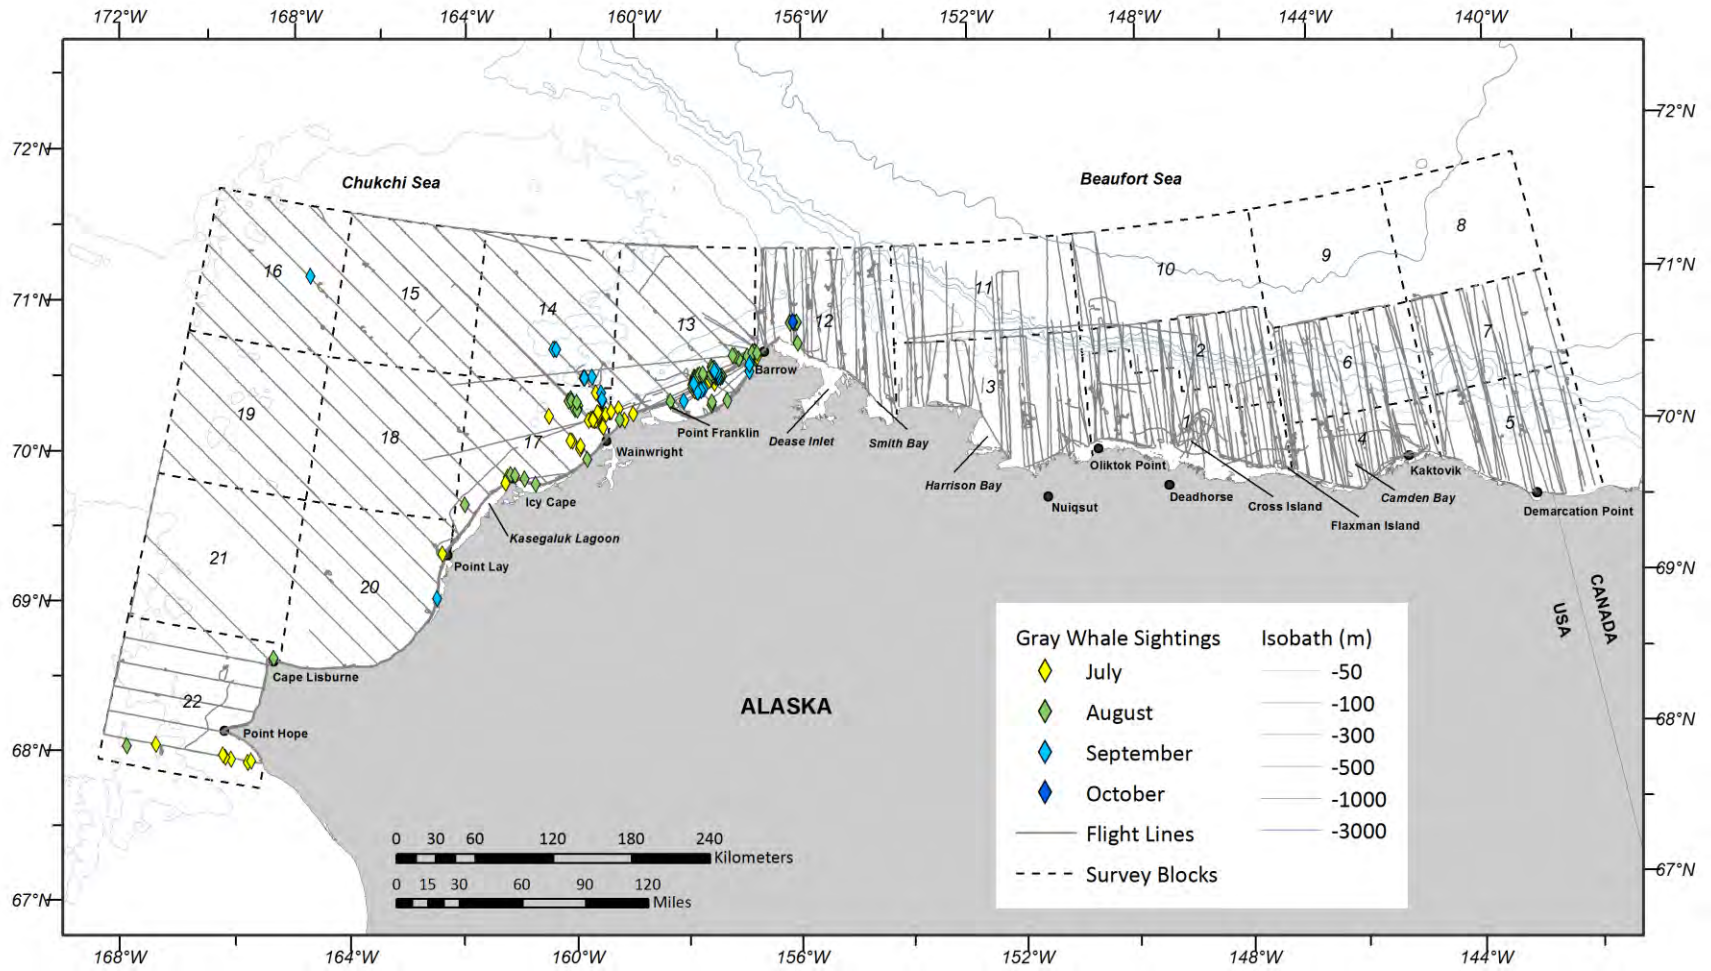 172°W 168°W 164°W 160°W 156°W 152°W 148°W 144°W 140°W
72°N
72°N
Chukchi Sea
Beaufort Sea
8
9
10
16
15
14
13
12
11
71°N
71°N
7
2
6
3
Barrow
19
18
17
1
4
5
70°N
70°N
Point Franklin
Dease Inlet
Smith Bay
Wainwright
Harrison Bay
Oliktok Point
Kaktovik
Icy Cape
Nuiqsut
Deadhorse
Cross Island
Camden Bay
Flaxman Island
Demarcation Point
Kasegaluk Lagoon
21
20
Point Lay
69°N
69°N
USA
CANADA
Cape Lisburne
22
Point Hope
ALASKA
68°N
68°N
Gray Whale Sightings
July
August
September
October
Flight Lines
Survey Blocks
Isobath (m)
-50
-100
-300
-500
-1000
-3000
0 30 60 120 180 240
Kilometers
0 15 30 60 90 120
Miles
67°N
67°N
168°W 164°W 160°W 156°W 152°W 148°W 144°W